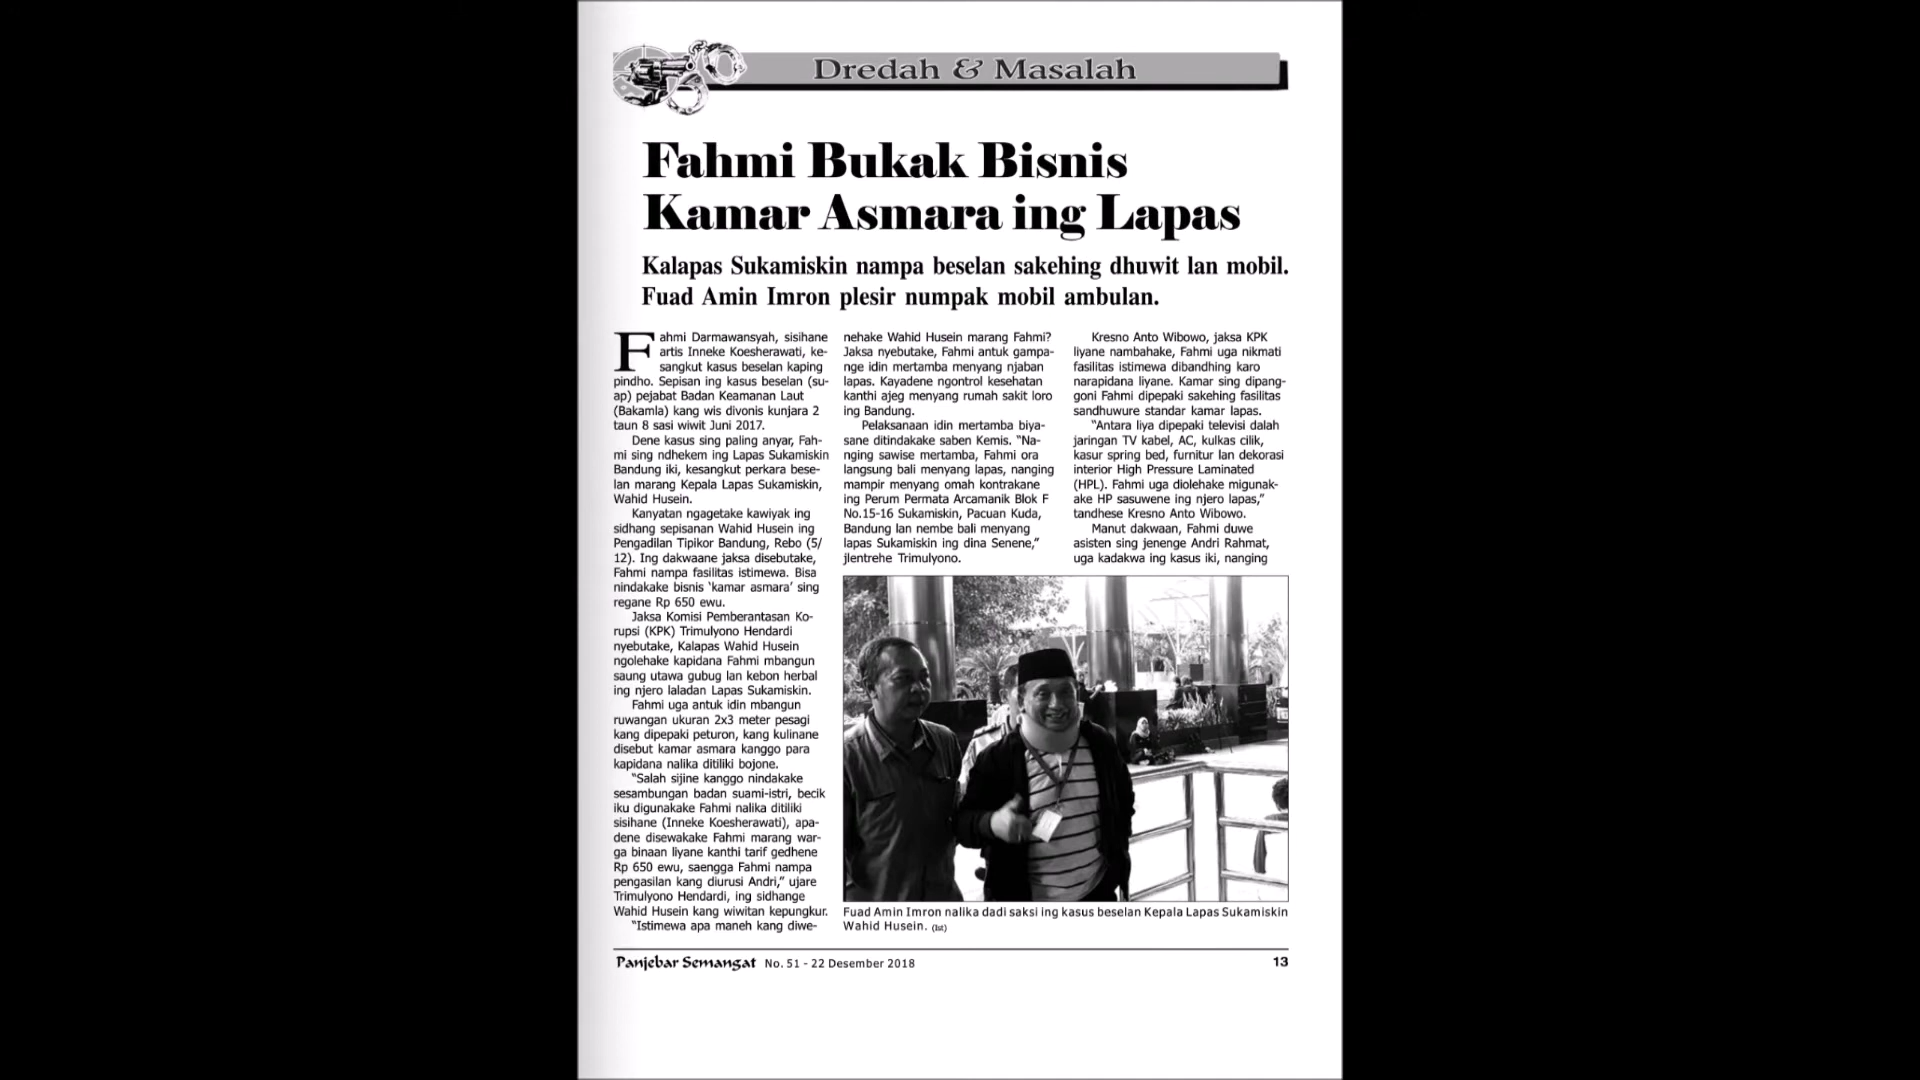 Dredah & Masalah
Fahmi Bukak Bisnis
Kamar Asmara ing Lapas
Kalapas Sukamiskin nampa beselan sakehing dhuwit lan mobil.
Fuad Amin Imron plesir numpak mobil ambulan.
Fahmi Darmawansyah, sisihane
artis Inneke Koesherawati, ke-
sangkut kasus beselan kaping
pindho. Sepisan ing kasus beselan (su-
ap) pejabat Badan Keamanan Laut
(Bakamla) kang wis divonis kunjara 2
taun 8 sasi wiwit Juni 2017.
Dene kasus sing paling anyar, Fah-
mi sing ndhekem ing Lapas Sukamiskin
Bandung iki, kesangkut perkara bese-
lan marang Kepala Lapas Sukamiskin,
Wahid Husein.
Kanyatan ngagetake kawiyak ing
sidhang sepisanan Wahid Husein ing
Pengadilan Tipikor Bandung, Rebo (5/
12). Ing dakwaane jaksa disebutake,
Fahmi nampa fasilitas istimewa. Bisa
nindakake bisnis ‘kamar asmara’ sing
regane Rp 650 ewu.
Jaksa Komisi Pemberantasan Ko-
rupsi (KPK) Trimulyono Hendardi
nyebutake, Kalapas Wahid Husein
ngolehake kapidana Fahmi mbangun
saung utawa gubug lan kebon herbal
ing njero laladan Lapas Sukamiskin.
Fahmi uga antuk idin mbangun
ruwangan ukuran 2x3 meter pesagi
kang dipepaki peturon, kang kulinane
disebut kamar asmara kanggo para
kapidana nalika ditiliki bojone.
“Salah sijine kanggo nindakake
sesambungan badan suami-istri, becik
iku digunakake Fahmi nalika ditiliki
sisihane (Inneke Koesherawati), apa-
dene disewakake Fahmi marang war-
ga binaan liyane kanthi tarif gedhene
Rp 650 ewu, saengga Fahmi nampa
pengasilan kang diurusi Andri,” ujare
Trimulyono Hendardi, ing sidhange
Wahid Husein kang wiwitan kepungkur.
“Istimewa apa maneh kang diwe-
nehake Wahid Husein marang Fahmi?
Jaksa nyebutake, Fahmi antuk gampa-
nge idin mertamba menyang njaban
lapas. Kayadene ngontrol kesehatan
kanthi ajeg menyang rumah sakit loro
ing Bandung.
Pelaksanaan idin mertamba biya-
sane ditindakake saben Kemis. “Na-
nging sawise mertamba, Fahmi ora
langsung bali menyang lapas, nanging
mampir menyang omah kontrakane
ing Perum Permata Arcamanik Blok F
No.15-16 Sukamiskin, Pacuan Kuda,
Bandung lan nembe bali menyang
lapas Sukamiskin ing dina Senene,”
jlentrehe Trimulyono.
Kresno Anto Wibowo, jaksa KPK
liyane nambahake, Fahmi uga nikmati
fasilitas istimewa dibandhing karo
narapidana liyane. Kamar sing dipang-
goni Fahmi dipepaki sakehing fasilitas
sandhuwure standar kamar lapas.
“Antara liya dipepaki televisi dalah
jaringan TV kabel, AC, kulkas cilik,
kasur spring bed, furnitur lan dekorasi
interior High Pressure Laminated
(HPL). Fahmi uga diolehake migunak-
ake HP sasuwene ing njero lapas,”
tandhese Kresno Anto Wibowo.
Manut dakwaan, Fahmi duwe
asisten sing jenenge Andri Rahmat,
uga kadakwa ing kasus iki, nanging
Fuad Amin Imron nalika dadi saksi ing kasus beselan Kepala Lapas Sukamiskin
Wahid Husein. (Ist)
Panjebar Semangat No. 51 - 22 Desember 2018
13